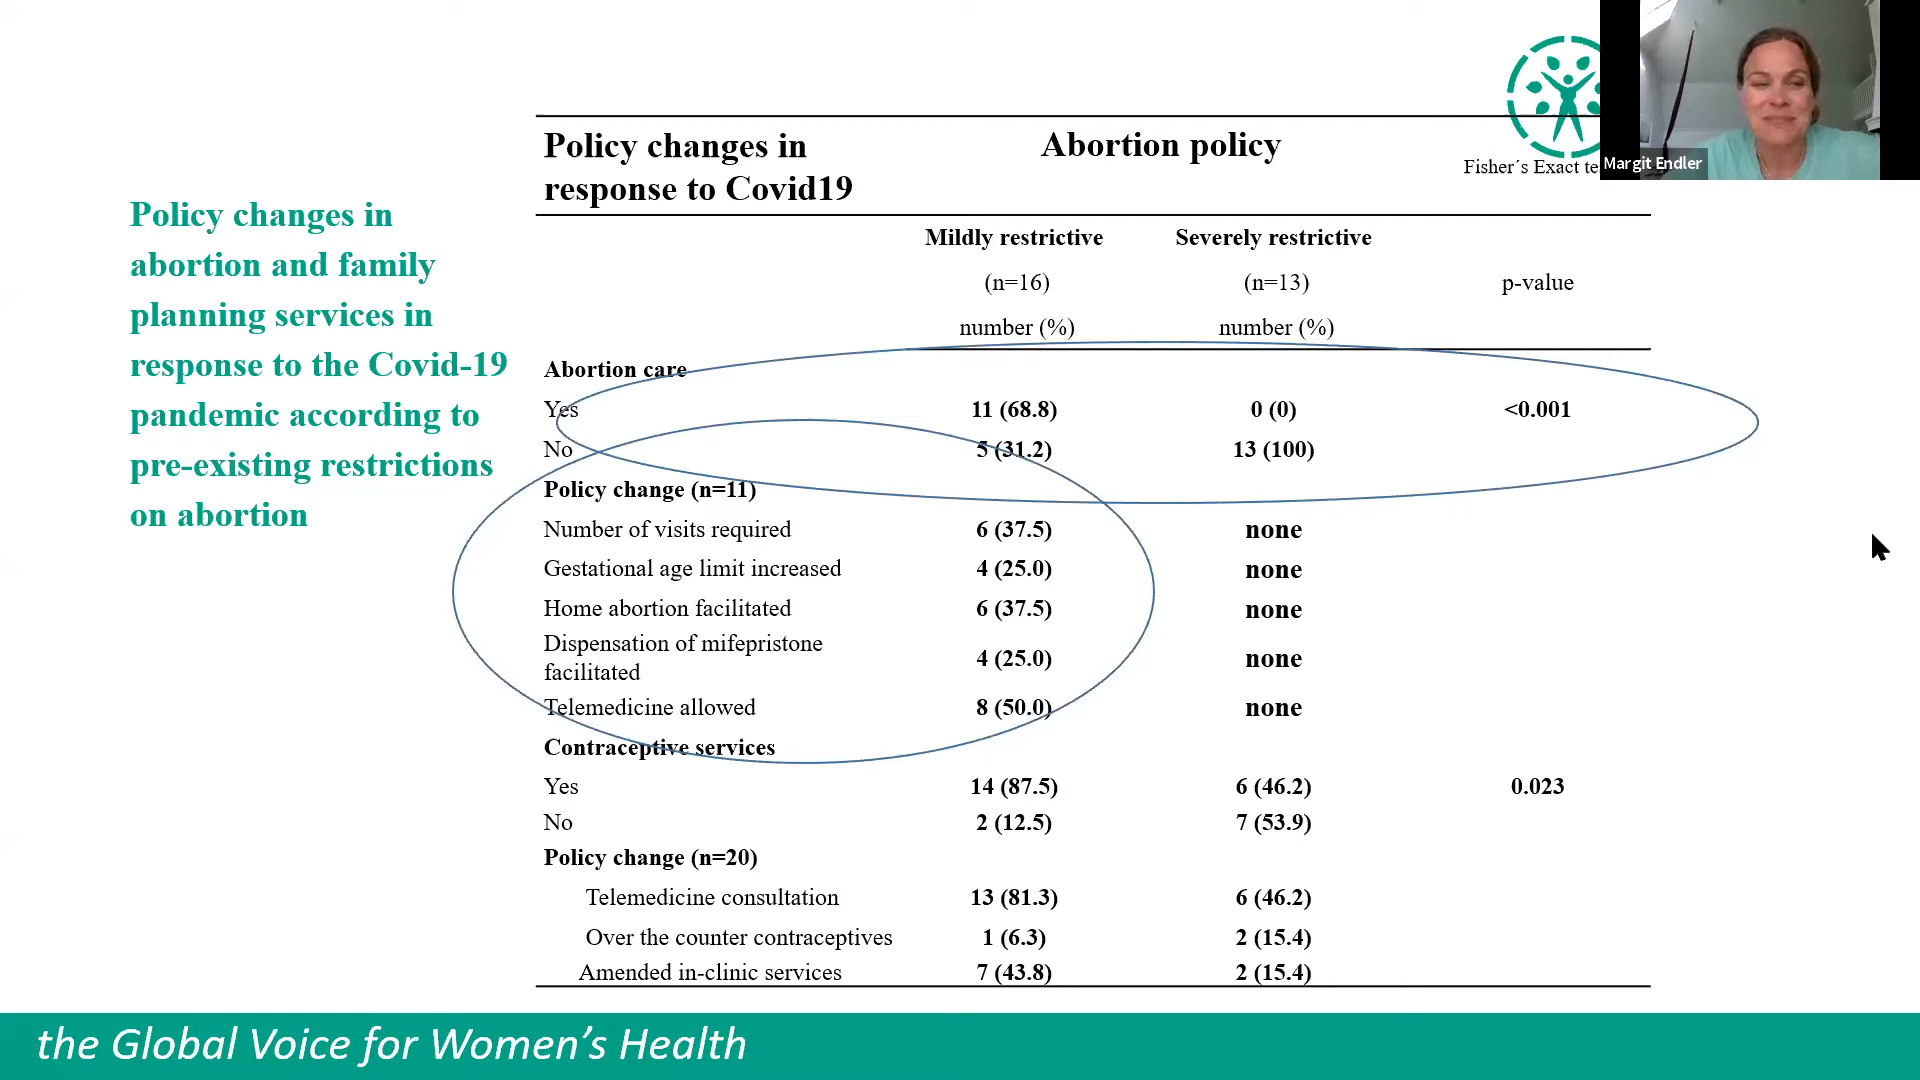 Policy changes in
abortion and family
planning services in
response to the Covid-19
pandemic according to
pre-existing restrictions
on abortion
Policy changes in
response to Covid19
Abortion policy
Fisher´s Exact
Margit Endler
Mildly restrictive
Severely restrictive
(n=16)
(n=13)
p-value
number (%)
number (%)
Abortion care
Yes 11 (68.8) 0 (0) <0.001
No 5 (31.2) 13 (100)
Policy change (n=11)
Number of visits required 6 (37.5) none
Gestational age limit increased 4 (25.0) none
Home abortion facilitated 6 (37.5) none
Dispensation of mifepristone
facilitated 4 (25.0) none
Telemedicine allowed 8 (50.0) none
Contraceptive services
Yes 14 (87.5) 6 (46.2) 0.023
No 2 (12.5) 7 (53.9)
Policy change (n=20)
Telemedicine consultation 13 (81.3) 6 (46.2)
Over the counter contraceptives 1 (6.3) 2 (15.4)
Amended in-clinic services 7 (43.8) 2 (15.4)
the Global Voice for Women’s Health